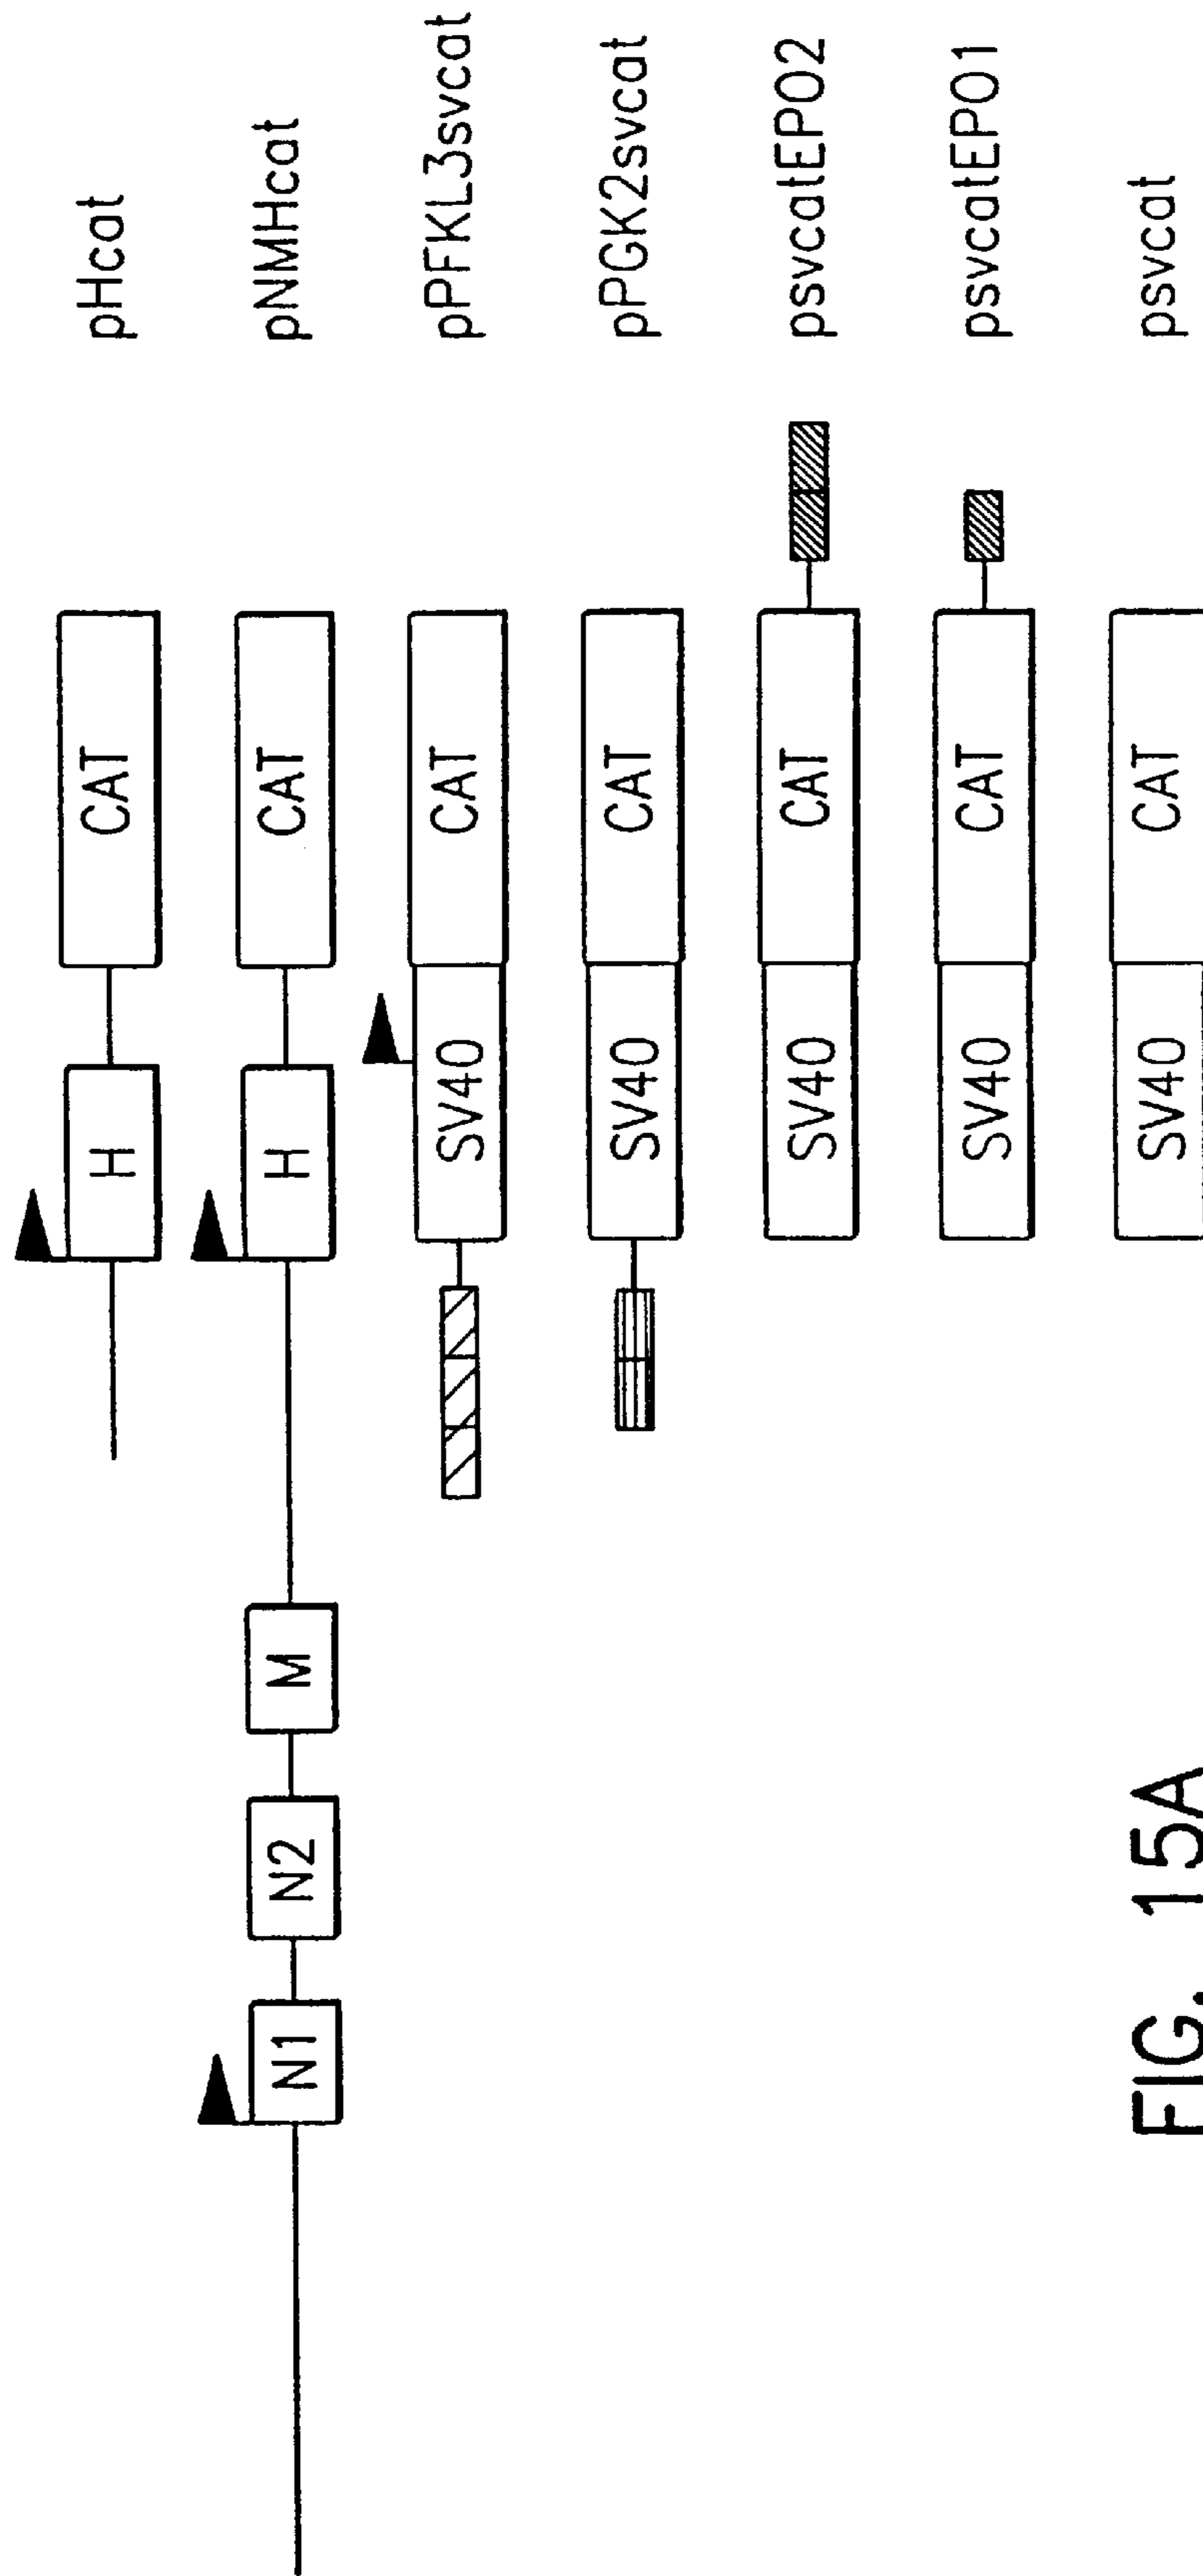 H CAT pHcat
N1 N2 M H CAT pNMHcat
SV40 CAT pPFKL3svcat
SV40 CAT pPGK2svcat
SV40 CAT psvcatEPO2
SV40 CAT psvcatEPO1
SV40 CAT psvcat
FIG. 15A